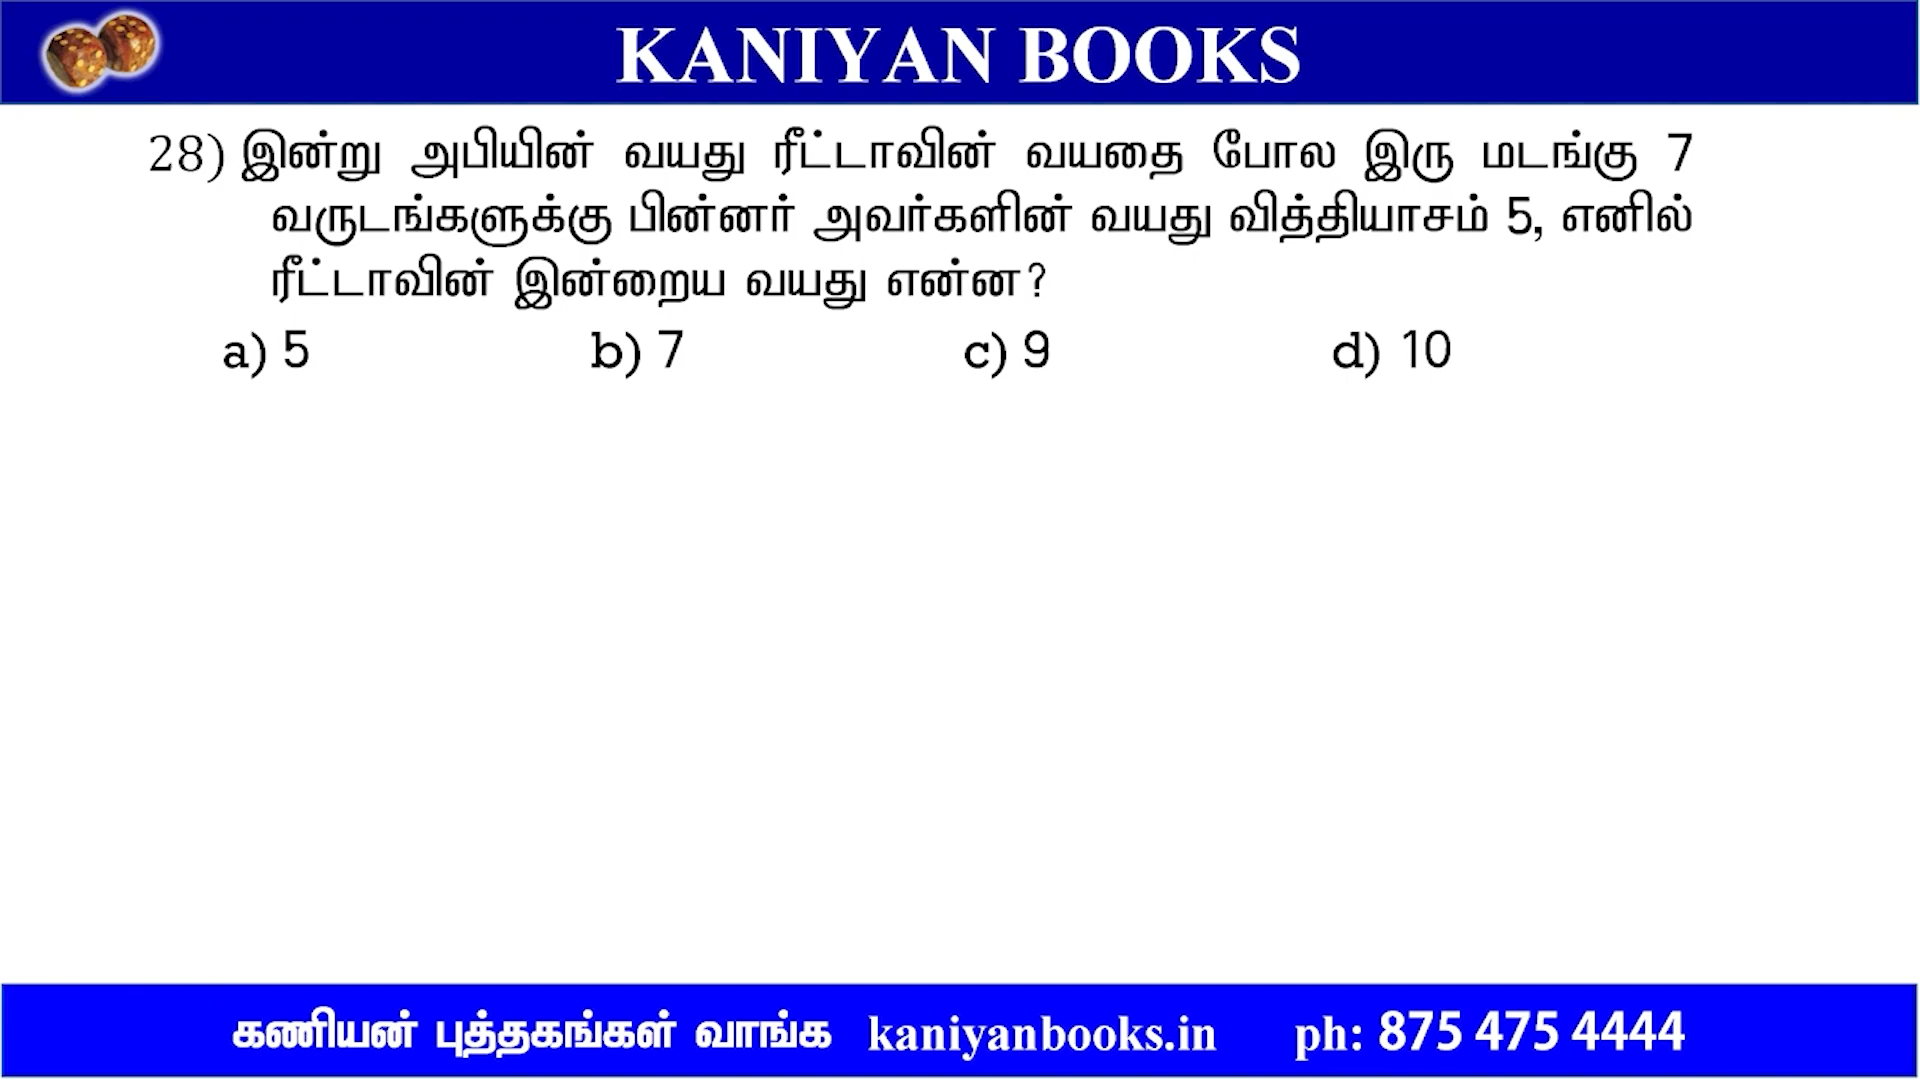 KANIYAN BOOKS
28) இன்று அபியின் வயது ரீட்டாவின் வயதை போல இரு மடங்கு 7
வருடங்களுக்கு பின்னர் அவர்களின் வயது வித்தியாசம் 5, எனில்
ரீட்டாவின் இன்றைய வயது என்ன?
a) 5 b) 7 c) 9 d) 10
கணியன் புத்தகங்கள் வாங்க kaniyanbooks.in ph: 875 475 4444